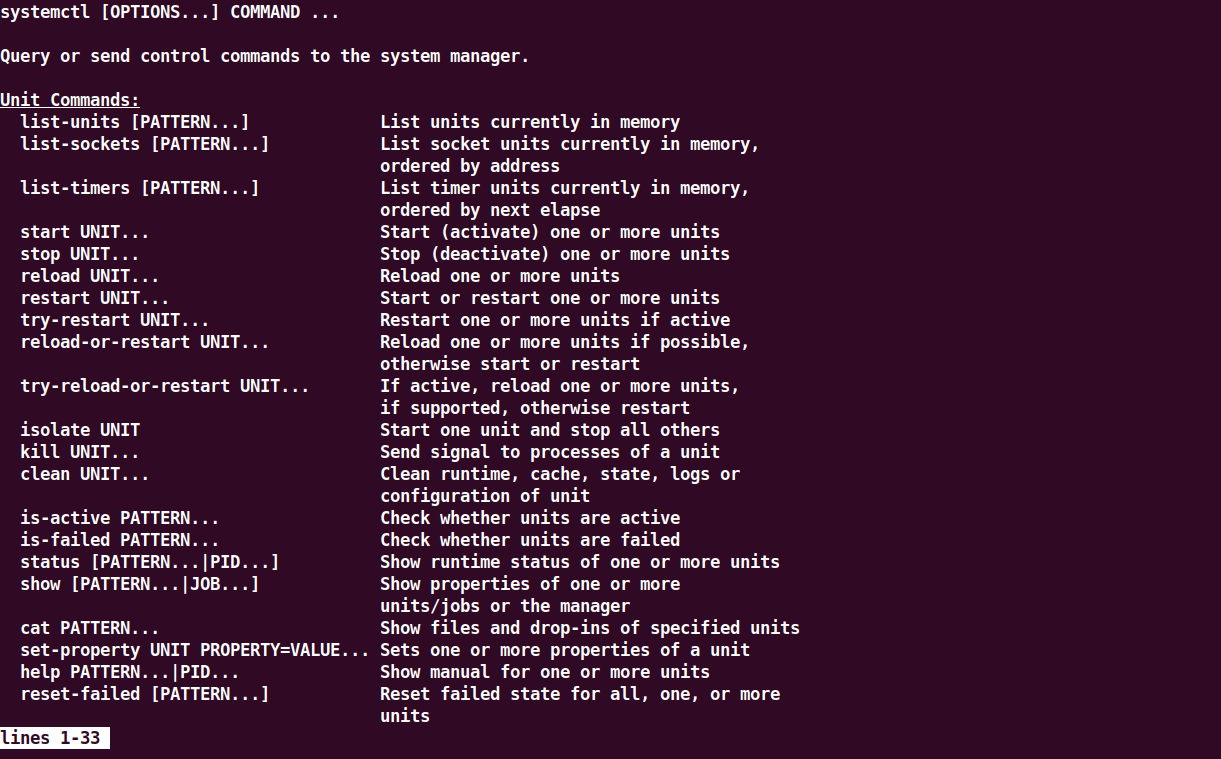 systemctl [OPTIONS...] COMMAND ...

Query or send control commands to the system manager.

Unit Commands:
  list-units [PATTERN...]             List units currently in memory
  list-sockets [PATTERN...]           List socket units currently in memory,
                                      ordered by address
  list-timers [PATTERN...]            List timer units currently in memory,
                                      ordered by next elapse
  start UNIT...                       Start (activate) one or more units
  stop UNIT...                        Stop (deactivate) one or more units
  reload UNIT...                      Reload one or more units
  restart UNIT...                     Start or restart one or more units
  try-restart UNIT...                 Restart one or more units if active
  reload-or-restart UNIT...           Reload one or more units if possible,
                                      otherwise start or restart
  try-reload-or-restart UNIT...       If active, reload one or more units,
                                      if supported, otherwise restart
  isolate UNIT                        Start one unit and stop all others
  kill UNIT...                        Send signal to processes of a unit
  clean UNIT...                       Clean runtime, cache, state, logs or
                                      configuration of unit
  is-active PATTERN...                Check whether units are active
  is-failed PATTERN...                Check whether units are failed
  status [PATTERN...|PID...]          Show runtime status of one or more units
  show [PATTERN...|JOB...]            Show properties of one or more
                                      units/jobs or the manager
  cat PATTERN...                      Show files and drop-ins of specified units
  set-property UNIT PROPERTY=VALUE... Sets one or more properties of a unit
  help PATTERN...|PID...              Show manual for one or more units
  reset-failed [PATTERN...]           Reset failed state for all, one, or more
                                      units
lines 1-33